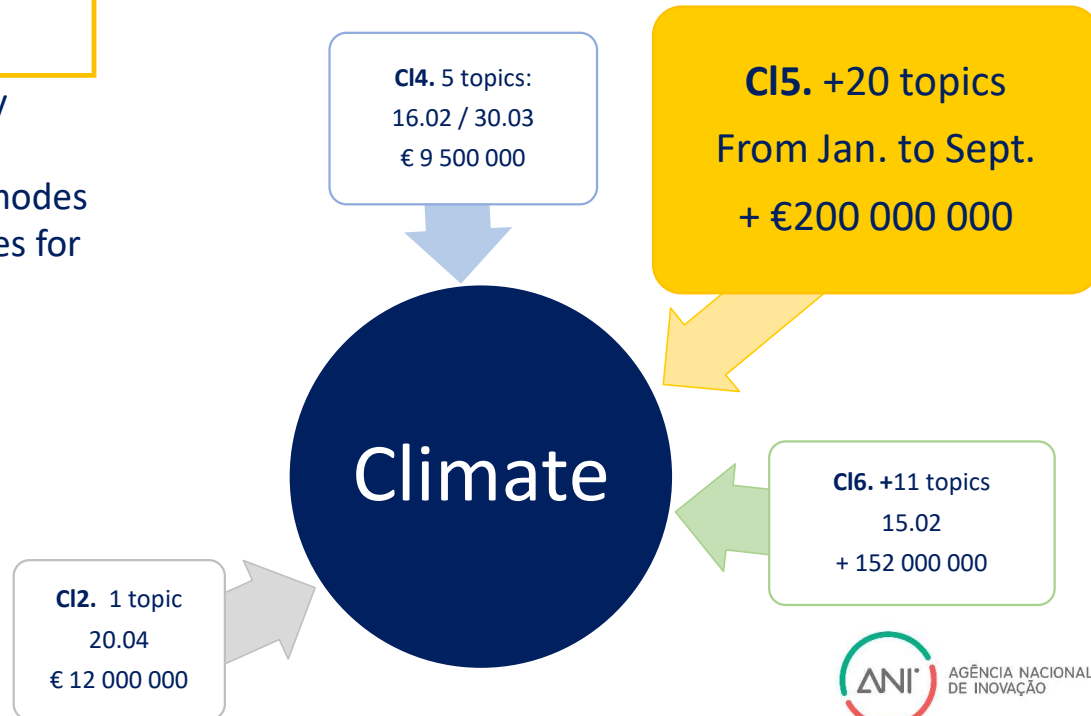 nodes
es for
Cl4. 5 topics:
16.02 / 30.03
€ 9 500 000
Cl5. +20 topics
From Jan. to Sept.
+ €200 000 000
Climate
Cl6. +11 topics
15.02
+ 152 000 000
Cl2. 1 topic
20.04
€ 12 000 000
ANI
AGÊNCIA NACIONAL
DE INOVAÇÃO